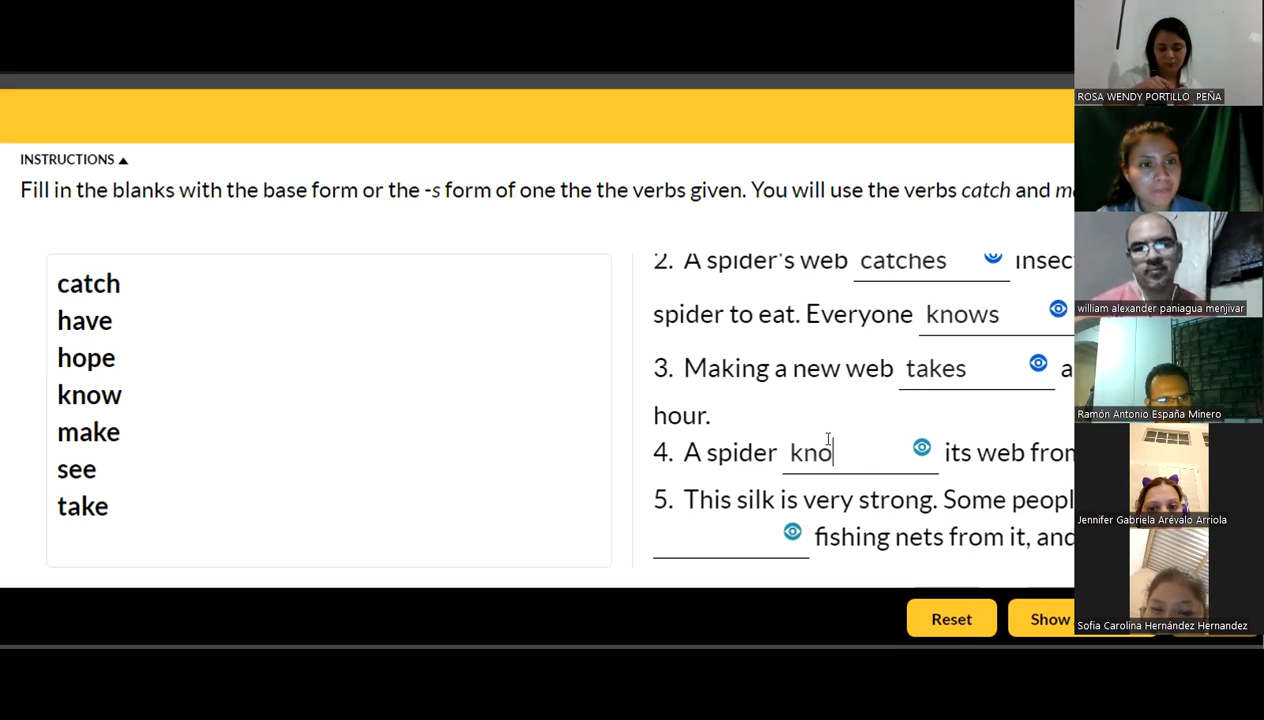 INSTRUCTIONS ▲
Fill in the blanks with the base form or the -s form of one the the verbs given. You will use the verbs catch and
catch
have
hope
know
make
see
take
2. A spider's web catches
spider to eat. Everyone knows
3. Making a new web takes
hour.
4. A spider kno its web from
5. This silk is very strong. Some
fishing nets from it, and
Reset
Show
ROSA WENDY PORTILLO PEÑA
william alexander paniagua menjivar
Ramón Antonio España Minero
Jennifer Gabriela Arévalo Arriola
Sofia Carolina Hernández Hernandez